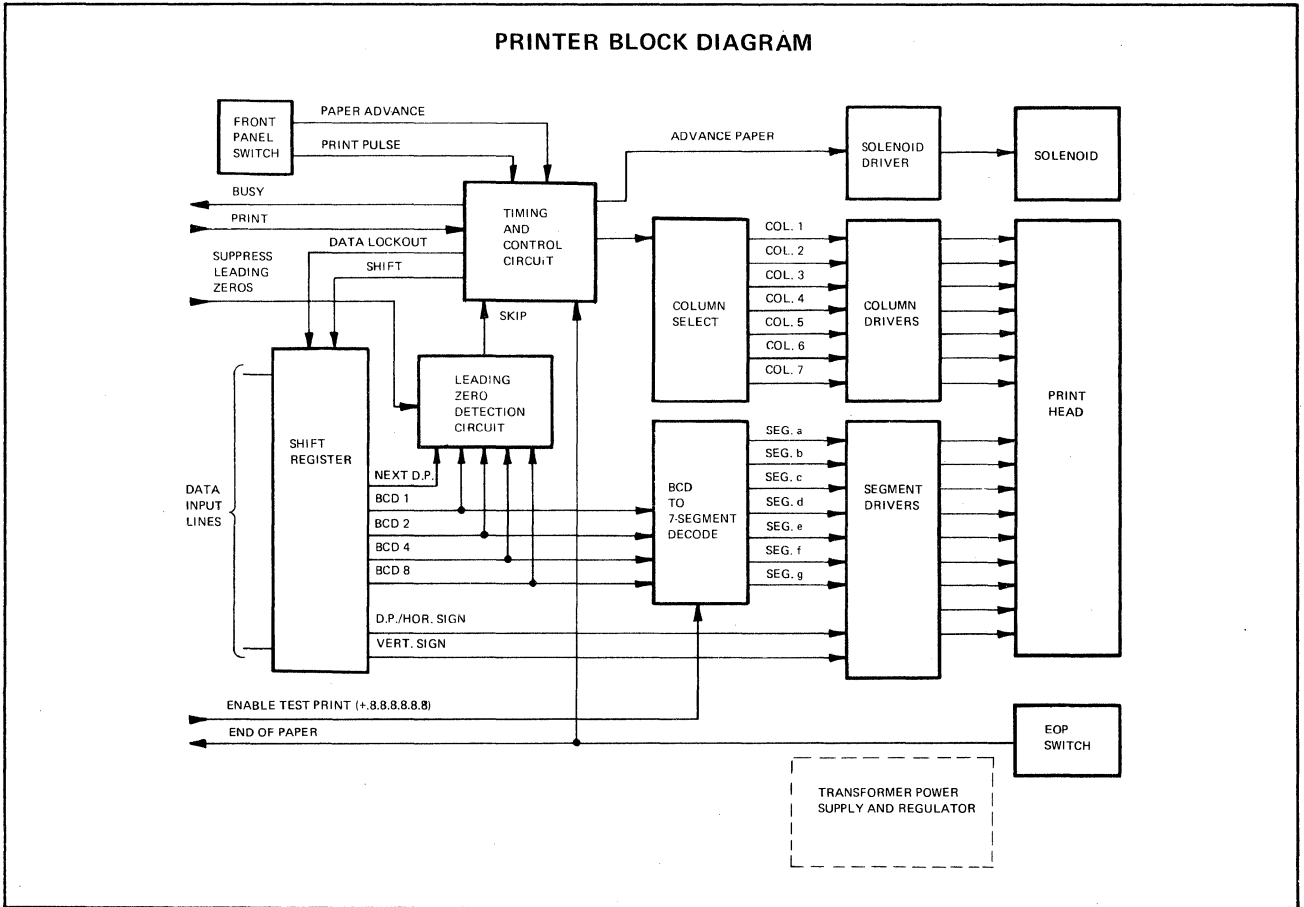 PRINTER BLOCK DIAGRAM
FRONT
PANEL
SWITCH
PAPER ADVANCE
PRINT PULSE
BUSY
PRINT
DATA LOCKOUT
SUPPRESS
LEADING
ZEROS
SHIFT
TIMING
AND
CONTROL
CIRCUIT
ADVANCE PAPER
SOLENOID
DRIVER
SOLENOID
SKIP
LEADING
ZERO
DETECTION
CIRCUIT
COLUMN
SELECT
COL. 1
COL. 2
COL. 3
COL. 4
COL. 5
COL. 6
COL. 7
COLUMN
DRIVERS
PRINT
HEAD
DATA
INPUT
LINES
SHIFT
REGISTER
NEXT D.P.
BCD 1
BCD 2
BCD 4
BCD 8
D.P./HOR. SIGN
VERT. SIGN
BCD
TO
7-SEGMENT
DECODE
SEG. a
SEG. b
SEG. c
SEG. d
SEG. e
SEG. f
SEG. g
SEGMENT
DRIVERS
ENABLE TEST PRINT (+.8.8.8.8.8.8)
END OF PAPER
EOP
SWITCH
TRANSFORMER POWER
SUPPLY AND REGULATOR